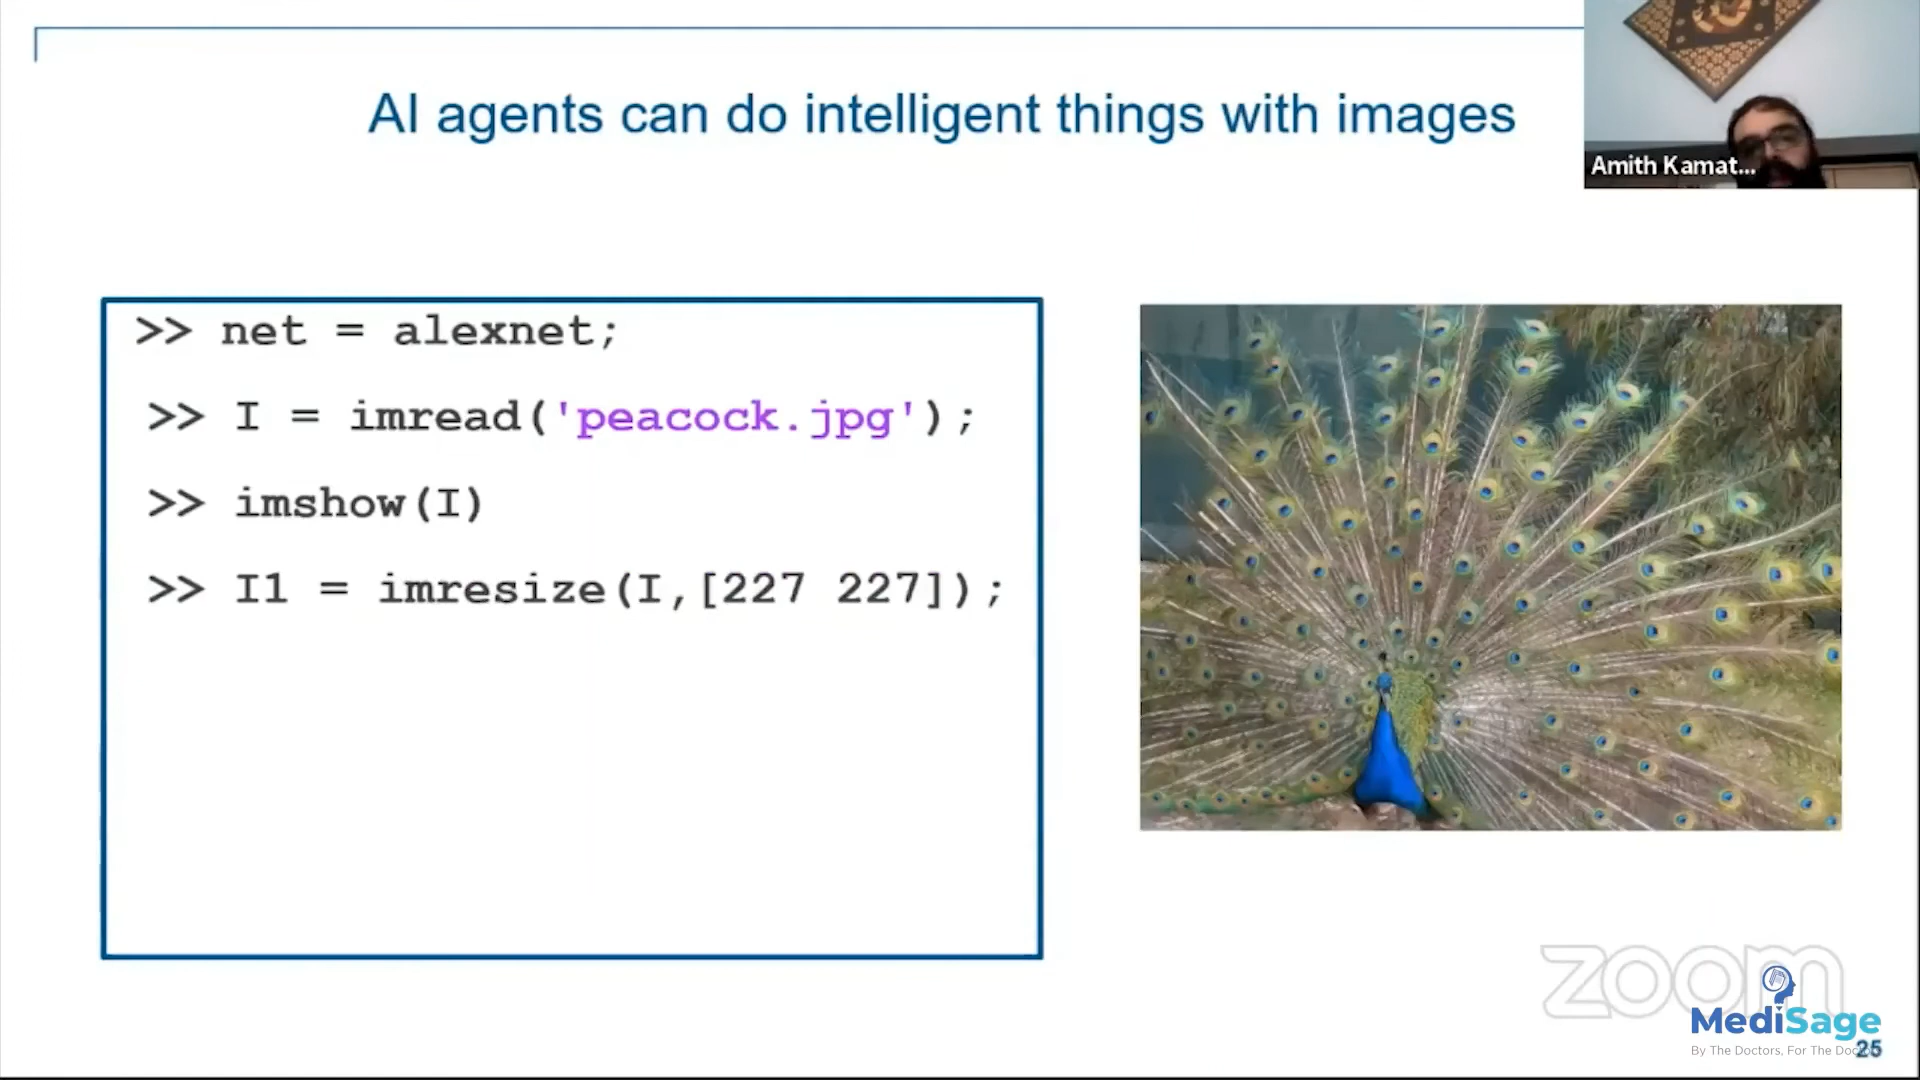 AI agents can do intelligent things with images
Amith Kamat...
>> net = alexnet;
>> I = imread('peacock.jpg');
>> imshow(I)
>> I1 = imresize(I,[227 227]);
zoom
MediSage
By The Doctors, For The
25